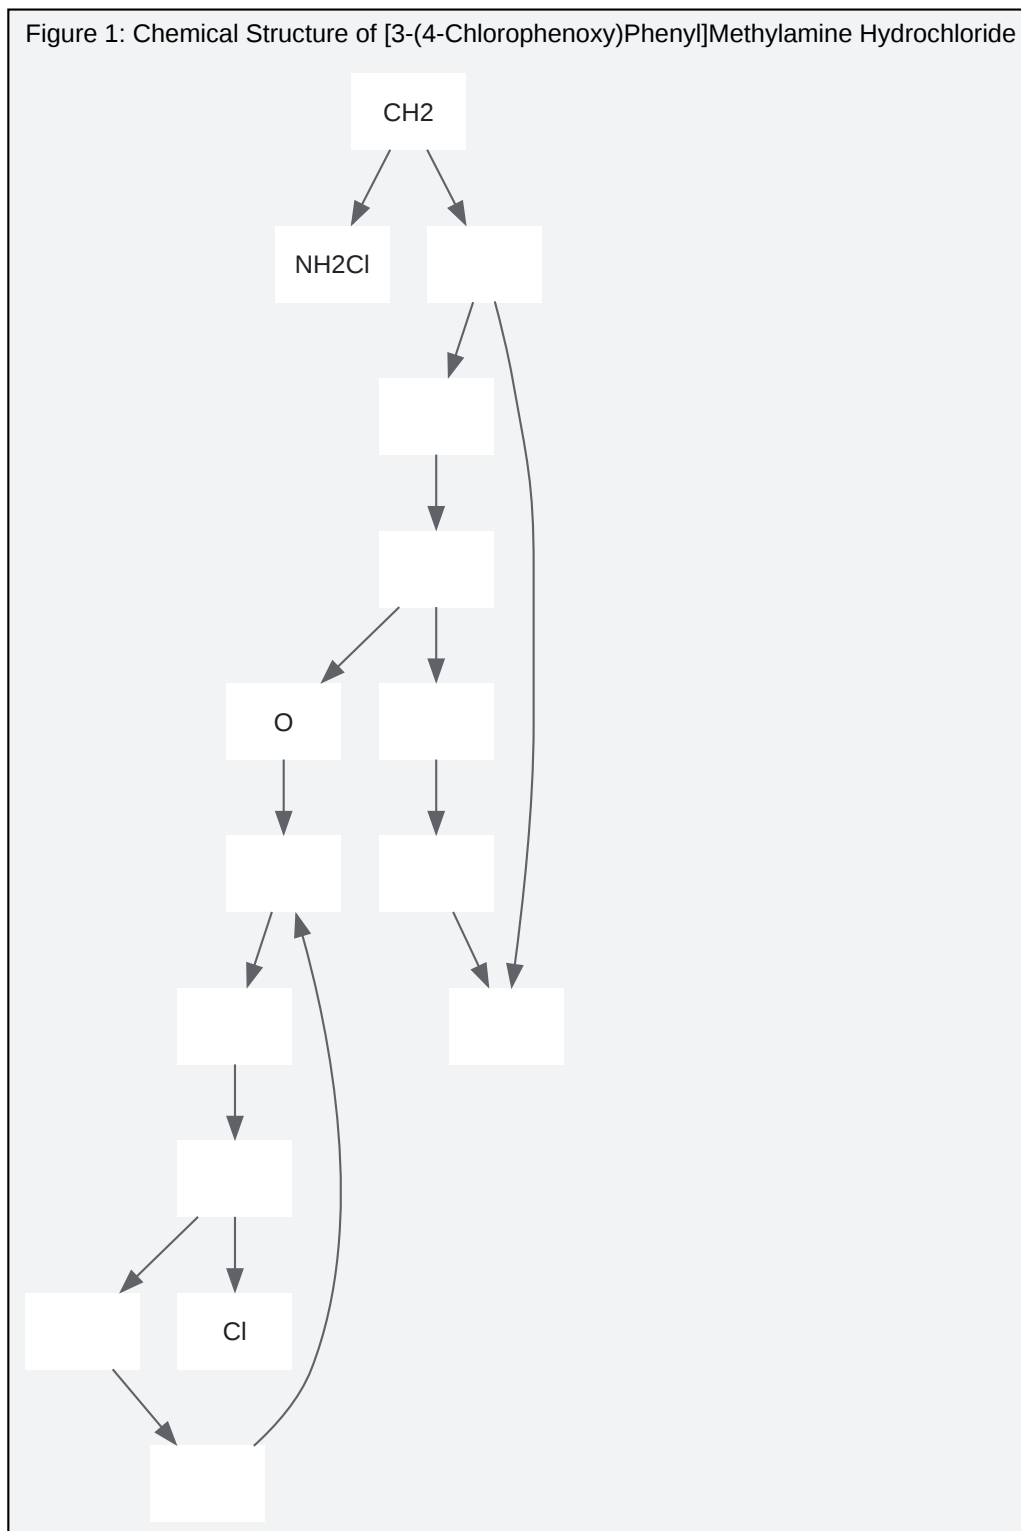 Figure 1: Chemical Structure of [3-(4-Chlorophenoxy)Phenyl]Methylamine Hydrochloride
CH2
NH2Cl
O
Cl